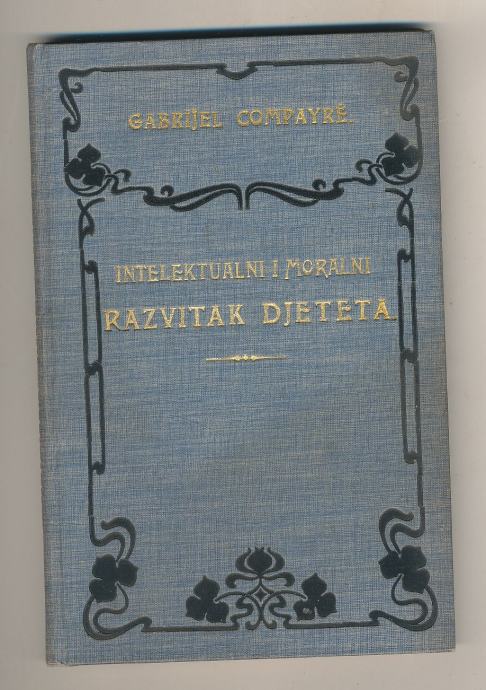 GABRIJEL COMPAYRÉ.
INTELEKTUALNI I MORALNI
RAZVITAK DJETETA.